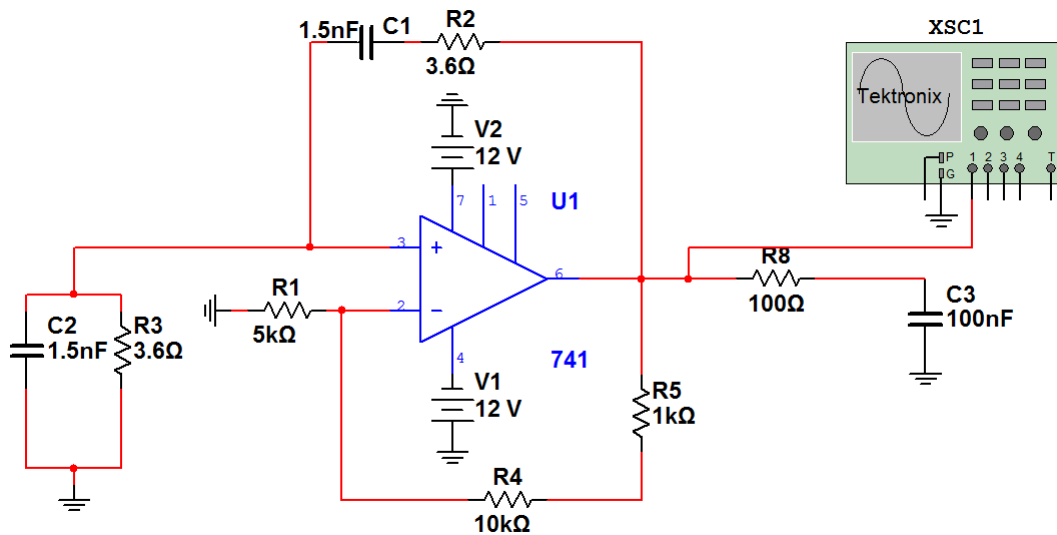 XSC1
1.5nF C1
R2
3.6Ω
Tektronix
P
G
1 2 3 4 T
V2
12 V
7
1
5
U1
3
+
6
R8
100Ω
C3
100nF
R1
5kΩ
2
−
C2
1.5nF
R3
3.6Ω
4
741
V1
12 V
R5
1kΩ
R4
10kΩ